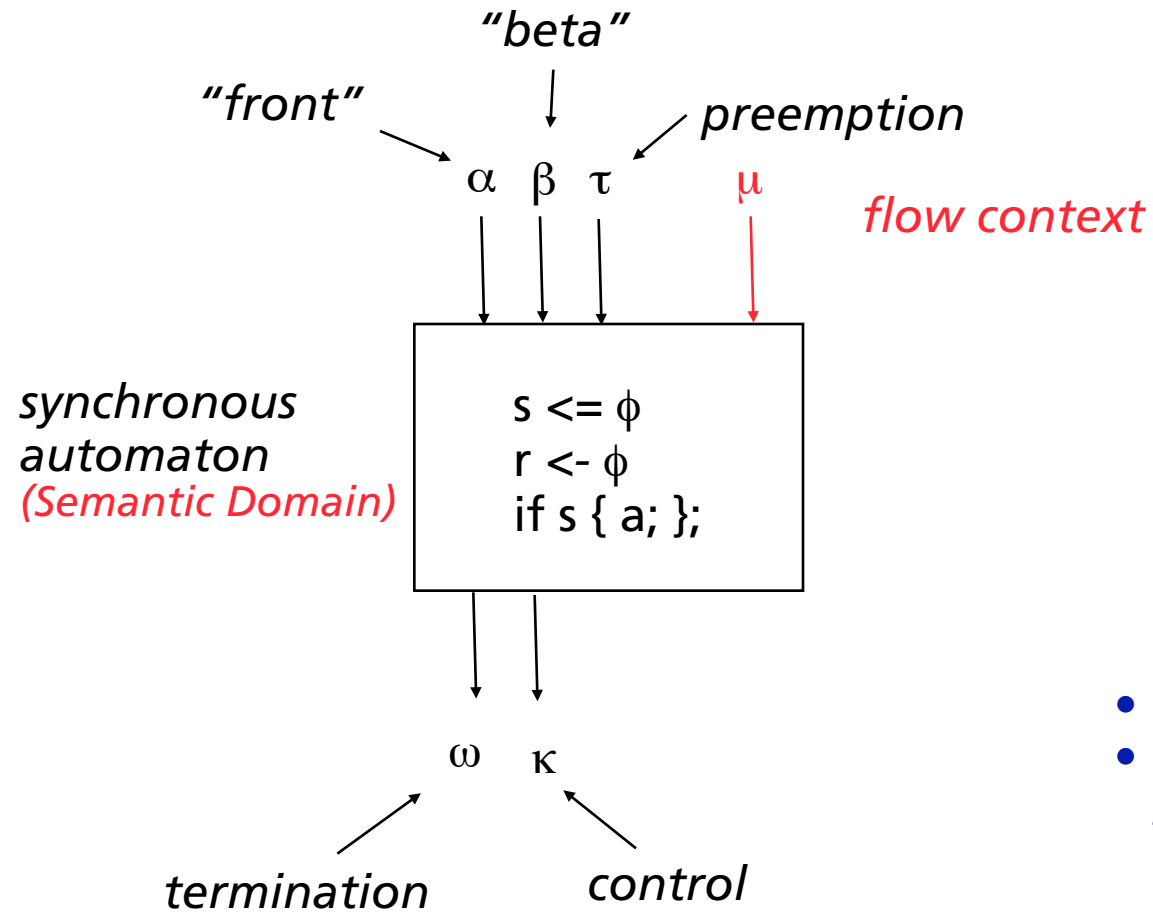 “beta”
“front”
preemption
α β τ μ
flow context
synchronous
automaton
(Semantic Domain)
s <= ϕ
r <- ϕ
if s { a; };
ω κ
termination
control